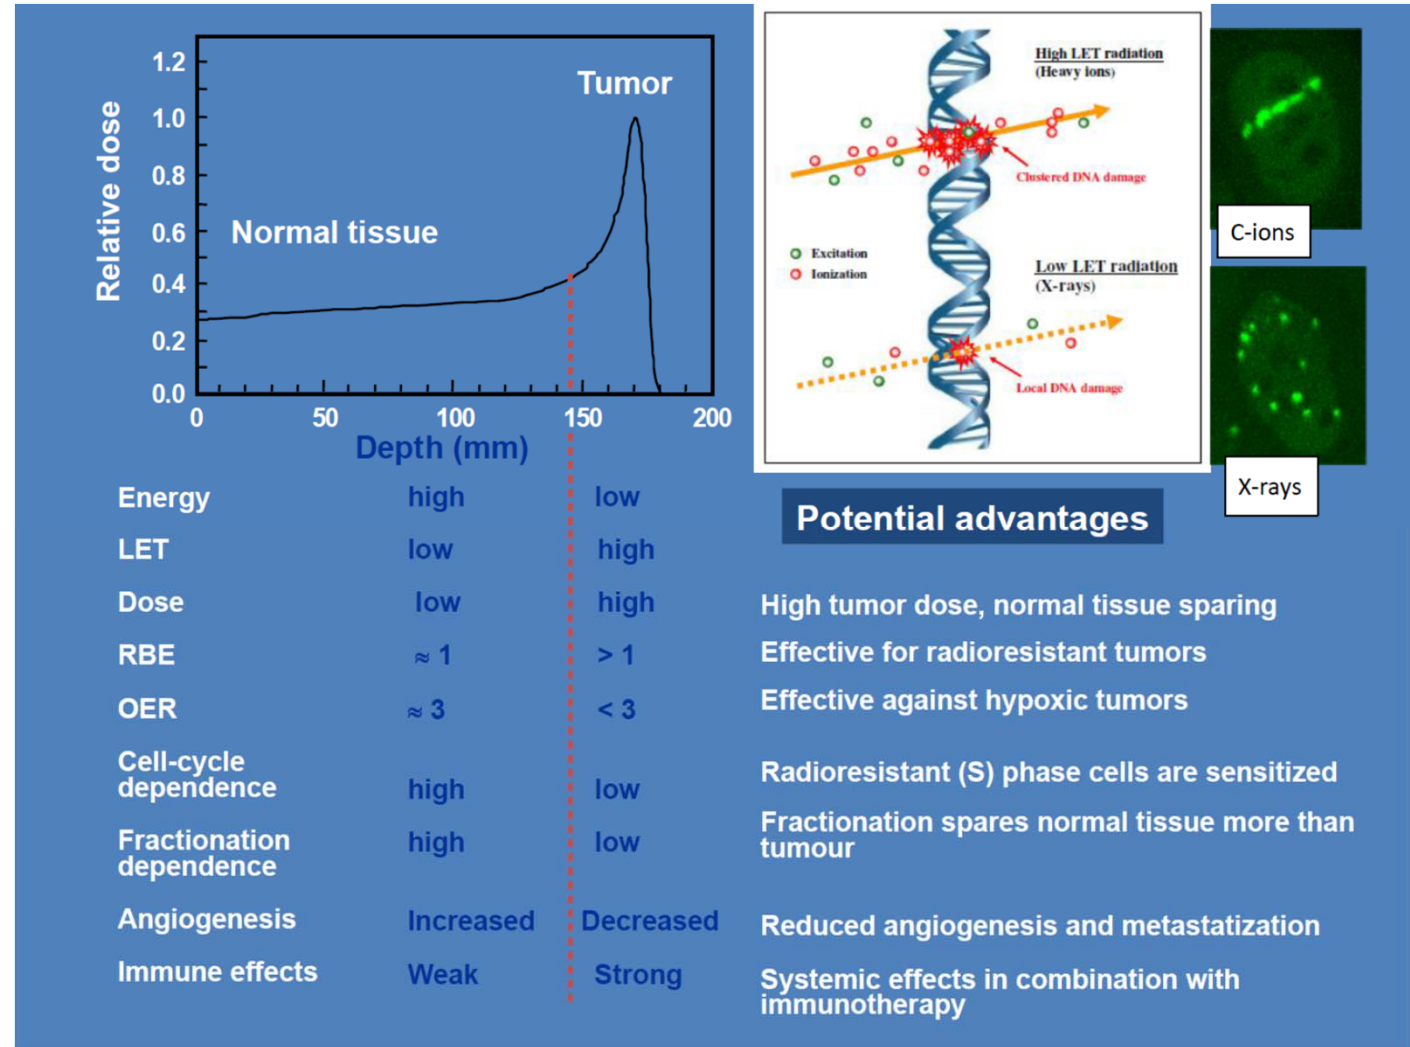 1.2
1.0
0.8
0.6
0.4
0.2
0.0
Relative dose
Tumor
Normal tissue
0 50 100 150 200
Depth (mm)
High LET radiation
(Heavy ions)
Clustered DNA damage
Excitation
Ionization
Low LET radiation
(X-rays)
Local DNA damage
C-ions
X-rays
Potential advantages
Energy high low
LET low high
Dose low high
High tumor dose, normal tissue sparing
RBE ≈ 1 > 1
Effective for radioresistant tumors
OER ≈ 3 < 3
Effective against hypoxic tumors
Cell-cycle
dependence high low
Radioresistant (S) phase cells are sensitized
Fractionation
dependence high low
Fractionation spares normal tissue more than
tumour
Angiogenesis Increased Decreased
Reduced angiogenesis and metastatization
Immune effects Weak Strong
Systemic effects in combination with
immunotherapy